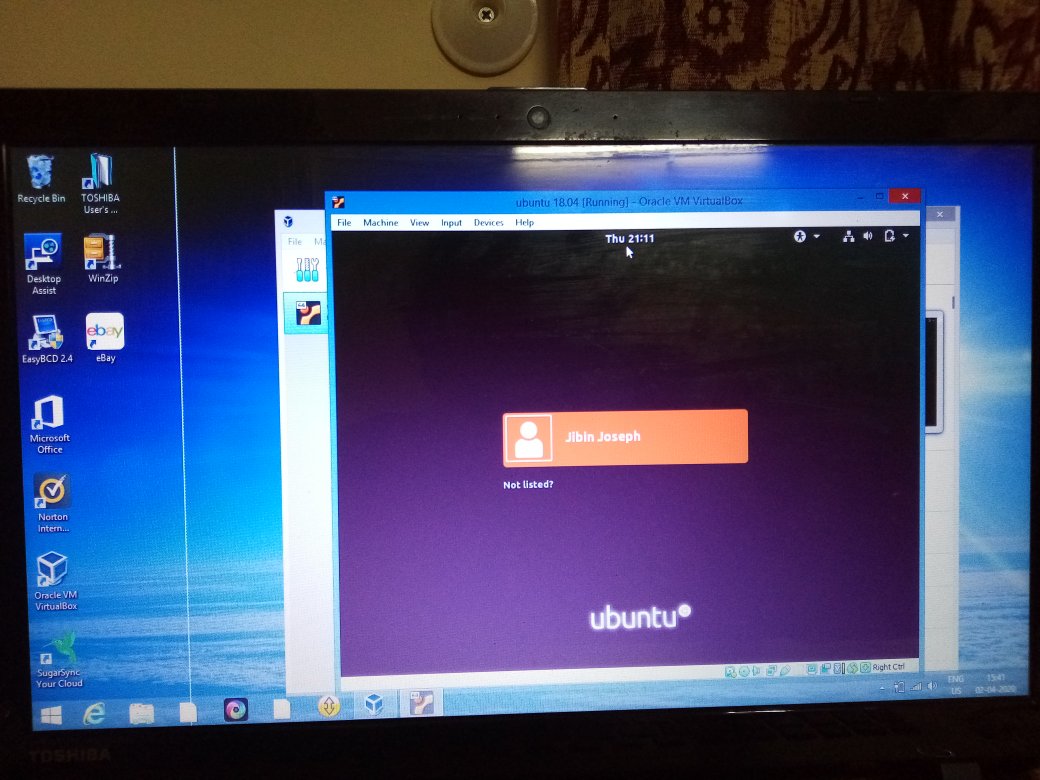 Recycle Bin
TOSHIBA
User's ...
Desktop
Assist
WinZip
EasyBCD 2.4
ebay
eBay
Microsoft
Office
Norton
Intern...
Oracle VM
VirtualBox
SugarSync
Your Cloud
File
ubuntu 18.04 [Running] - Oracle VM VirtualBox
File Machine View Input Devices Help
Thu 21:11
Jibin Joseph
Not listed?
ubuntu
Right Ctrl
ENG
US
15:41
02-04-2020
TOSHIBA